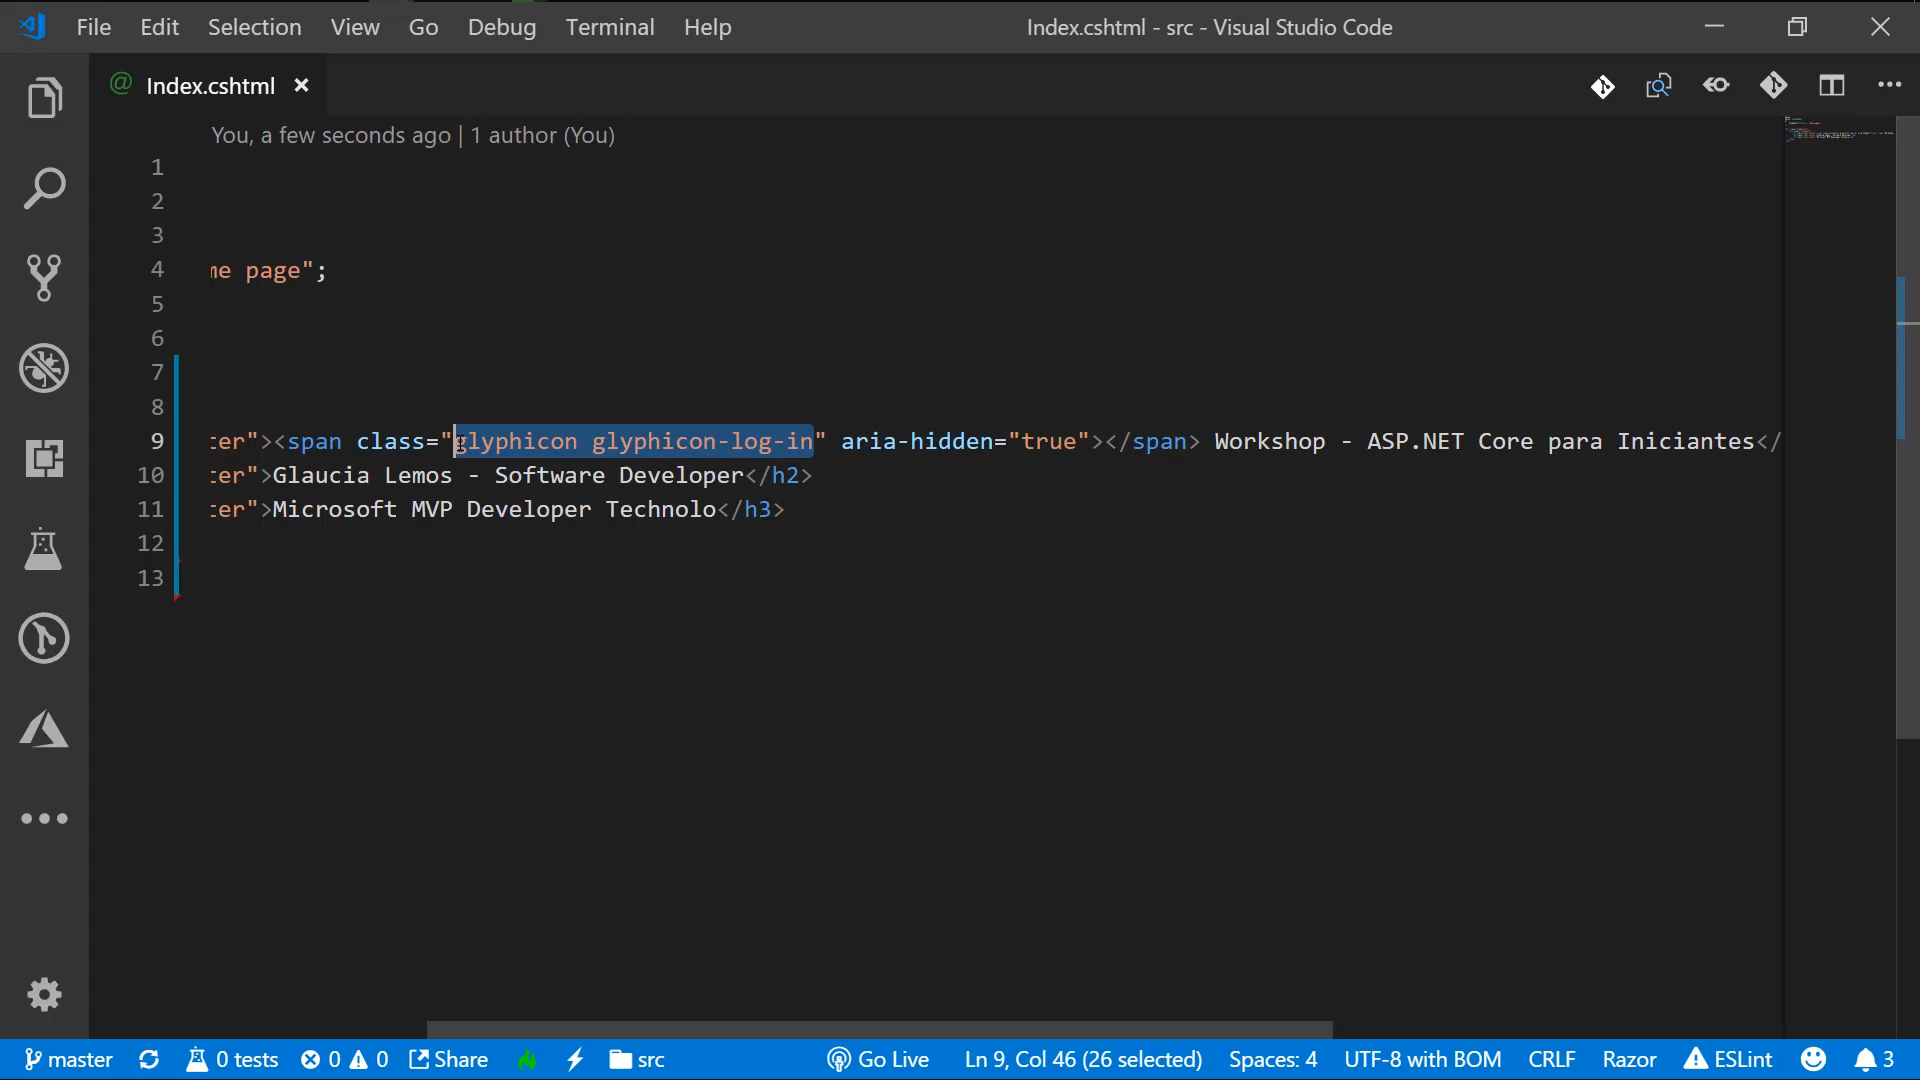 File Edit Selection View Go Debug Terminal Help Index.cshtml - src - Visual Studio Code
@ Index.cshtml
You, a few seconds ago | 1 author (You)
1
2
3
4 me page";
5
6
7
8
9 ter"><span class="glyphicon glyphicon-log-in" aria-hidden="true"></span> Workshop - ASP.NET Core para Iniciantes</
10 ter">Glaucia Lemos - Software Developer</h2>
11 ter">Microsoft MVP Developer Technolo</h3>
12
13
master 0 tests 0 0 Share src Go Live Ln 9, Col 46 (26 selected) Spaces: 4 UTF-8 with BOM CRLF Razor ESLint 3